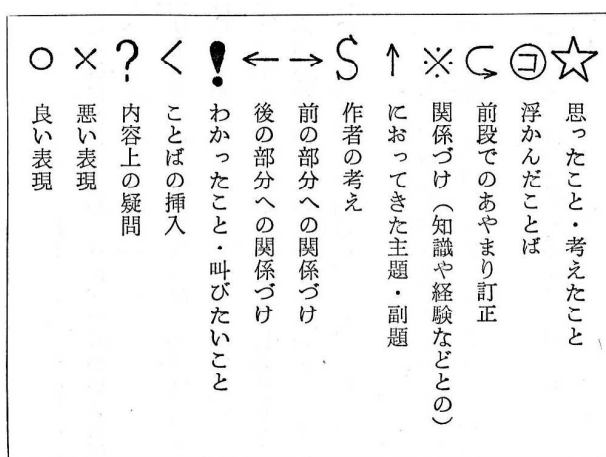 ☆ 思ったこと・考えたこと
㋙ 浮かんだことば
⤶ 前段でのあやまり訂正
※ 関係づけ（知識や経験などとの）
↑ におってきた主題・副題
S 作者の考え
→ 前の部分への関係づけ
← 後の部分への関係づけ
! わかったこと・叫びたいこと
く ことばの挿入
? 内容上の疑問
× 悪い表現
○ 良い表現